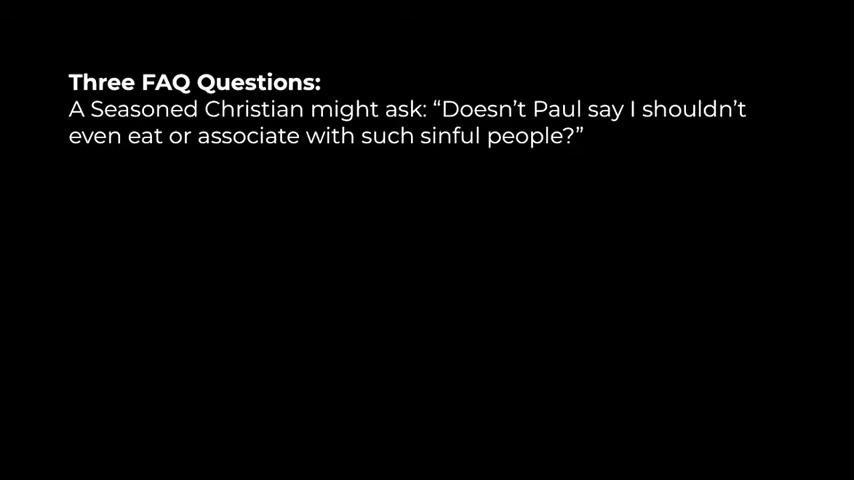 Three FAQ Questions:
A Seasoned Christian might ask: “Doesn’t Paul say I shouldn’t
even eat or associate with such sinful people?”